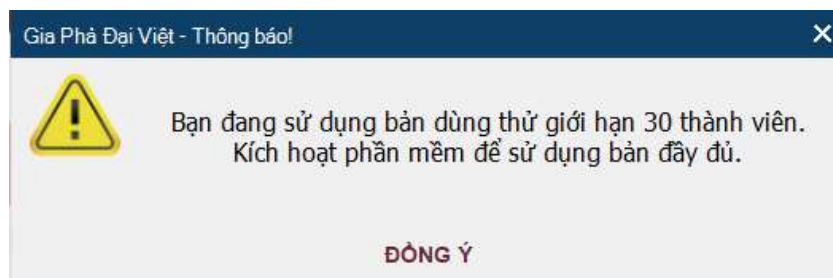 Gia Phả Đại Việt - Thông báo!
Bạn đang sử dụng bản dùng thử giới hạn 30 thành viên.
Kích hoạt phần mềm để sử dụng bản đầy đủ.
ĐỒNG Ý